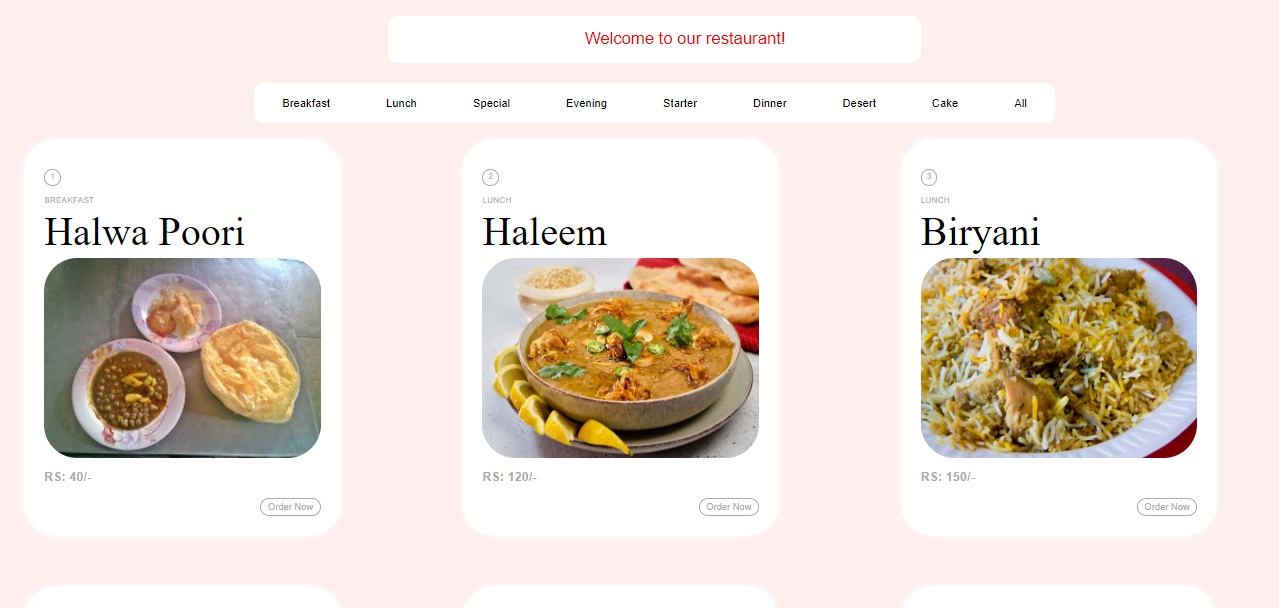 Welcome to our restaurant!
Breakfast Lunch Special Evening Starter Dinner Desert Cake All
1
BREAKFAST
Halwa Poori
RS: 40/-
Order Now
2
LUNCH
Haleem
RS: 120/-
Order Now
3
LUNCH
Biryani
RS: 150/-
Order Now